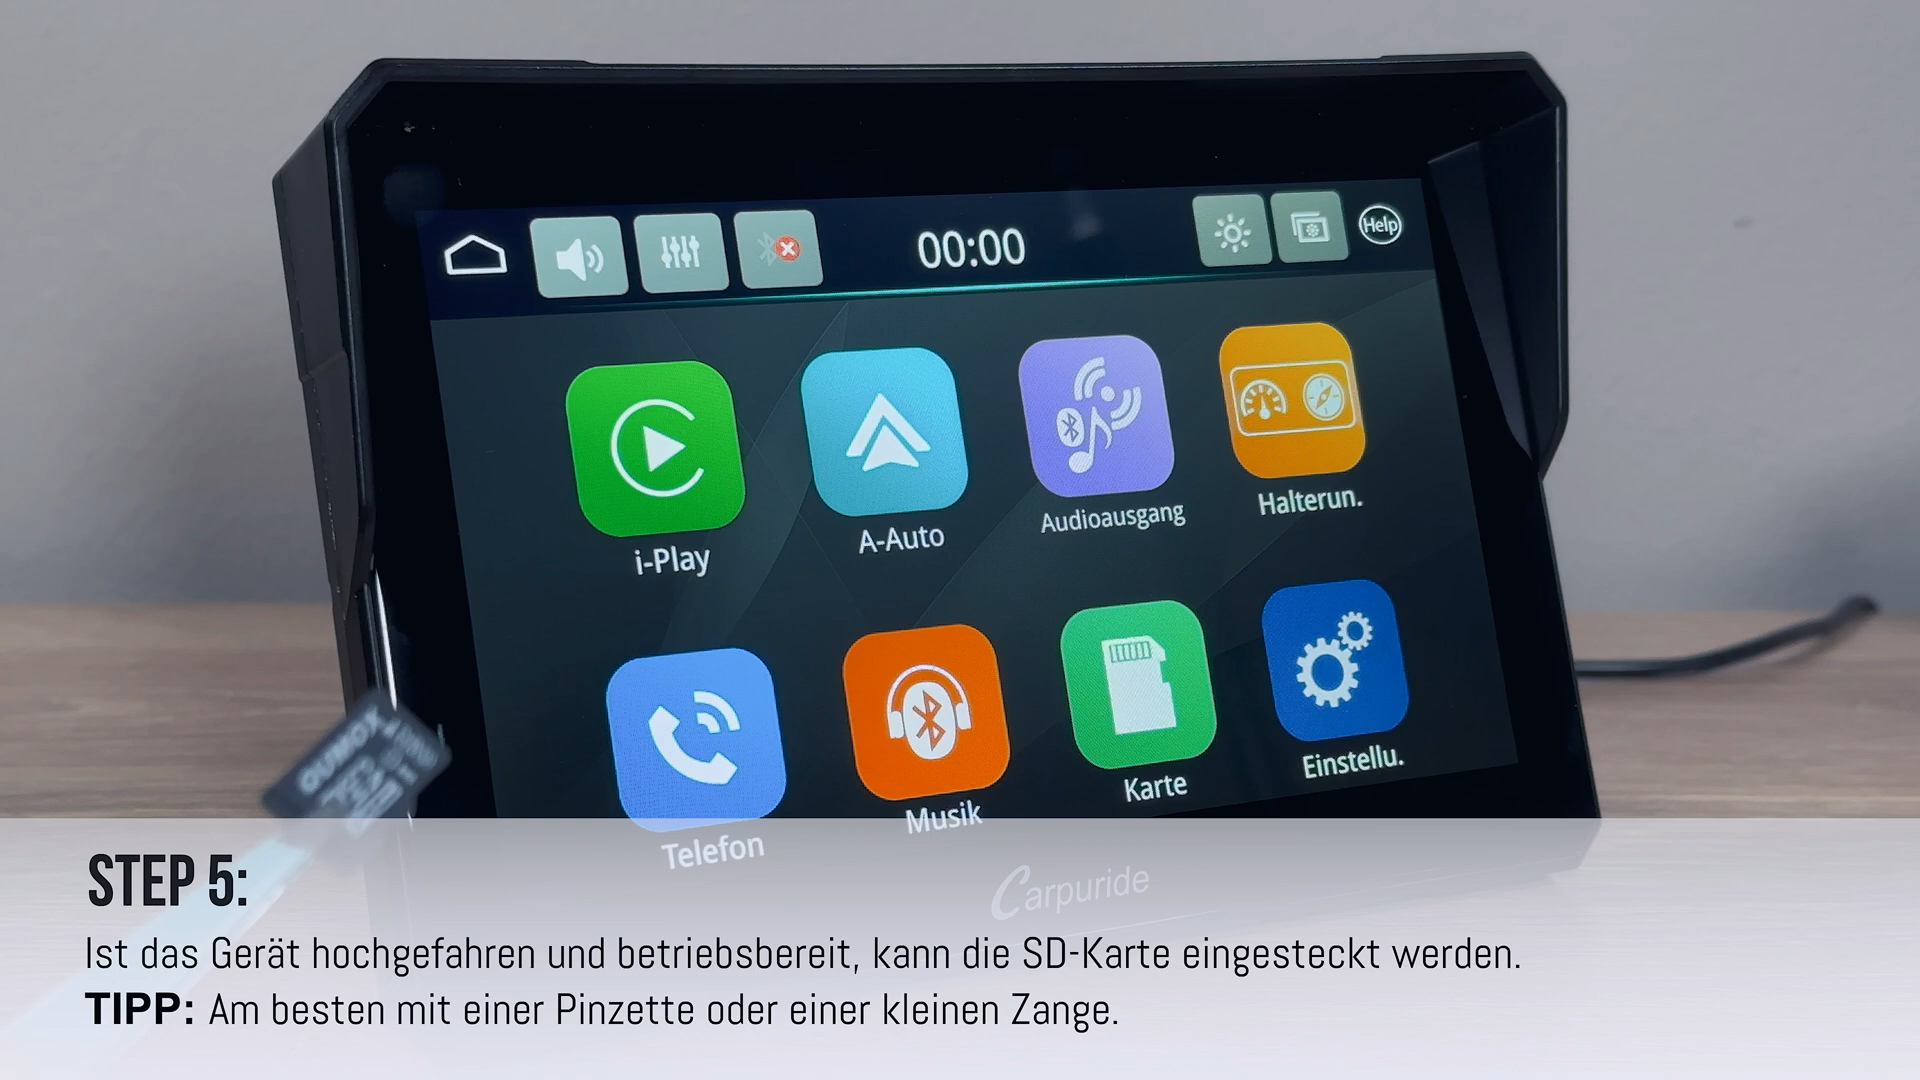 00:00
Help
i-Play
A-Auto
Audioausgang
Halterun.
Telefon
Musik
Karte
Einstellu.
Carpuride
STEP 5:
Ist das Gerät hochgefahren und betriebsbereit, kann die SD-Karte eingesteckt werden.
TIPP: Am besten mit einer Pinzette oder einer kleinen Zange.